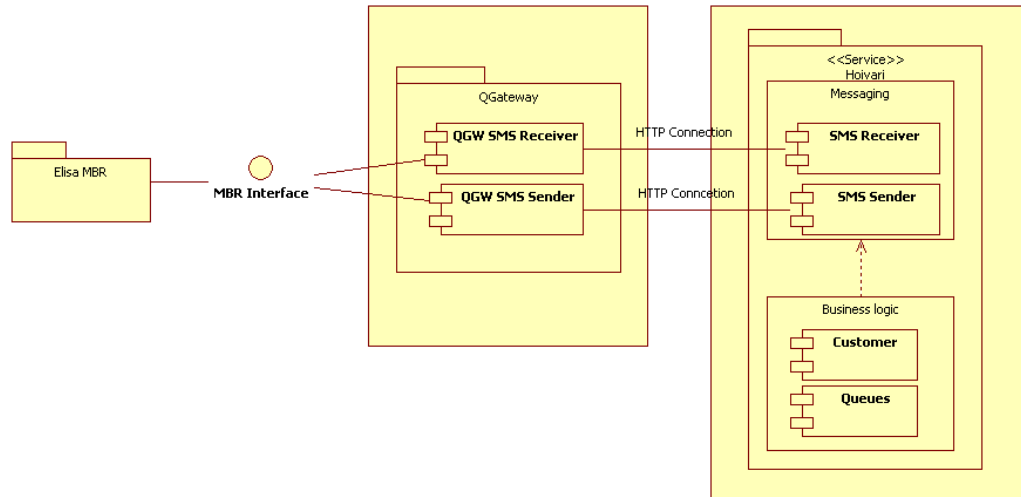 Elisa MBR
MBR Interface
QGateway
QGW SMS Receiver
QGW SMS Sender
HTTP Connection
HTTP Conncetion
<<Service>>
Hoivari
Messaging
SMS Receiver
SMS Sender
Business logic
Customer
Queues